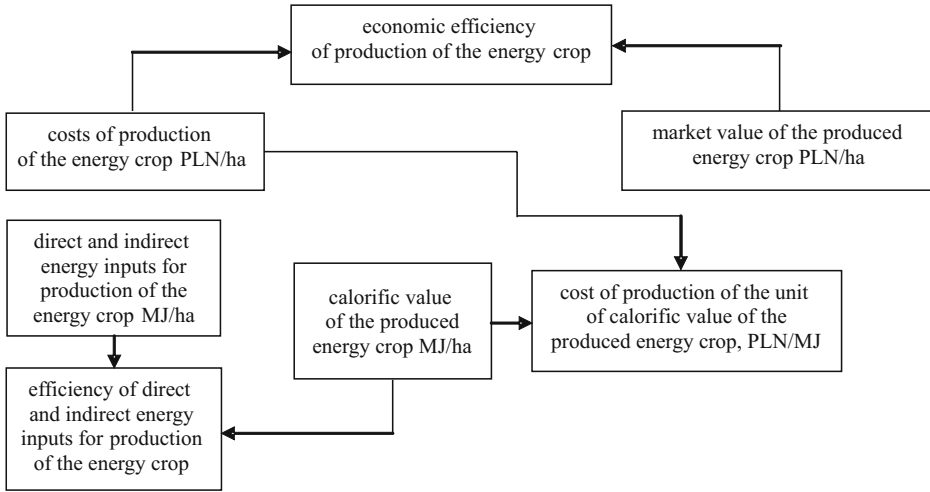 economic efficiency
of production of the energy crop
costs of production
of the energy crop PLN/ha
market value of the produced
energy crop PLN/ha
direct and indirect
energy inputs for
production of the
energy crop MJ/ha
calorific value
of the produced
energy crop MJ/ha
cost of production of the unit
of calorific value of the
produced energy crop, PLN/MJ
efficiency of direct
and indirect energy
inputs for production
of the energy crop